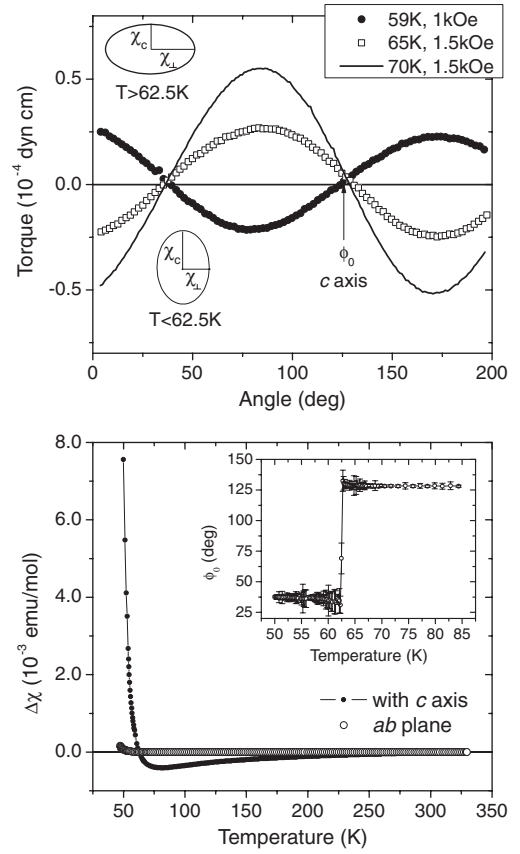 59K, 1kOe
65K, 1.5kOe
70K, 1.5kOe
χc
χ⊥
T>62.5K
0.5
0.0
-0.5
Torque (10⁻⁴ dyn cm)
χc
χ⊥
T<62.5K
ϕ0
c axis
0 50 100 150 200
Angle (deg)
8.0
6.0
4.0
2.0
0.0
Δχ (10⁻³ emu/mol)
150
125
100
75
50
25
ϕ0 (deg)
50 55 60 65 70 75 80 85
Temperature (K)
with c axis
ab plane
50 100 150 200 250 300 350
Temperature (K)